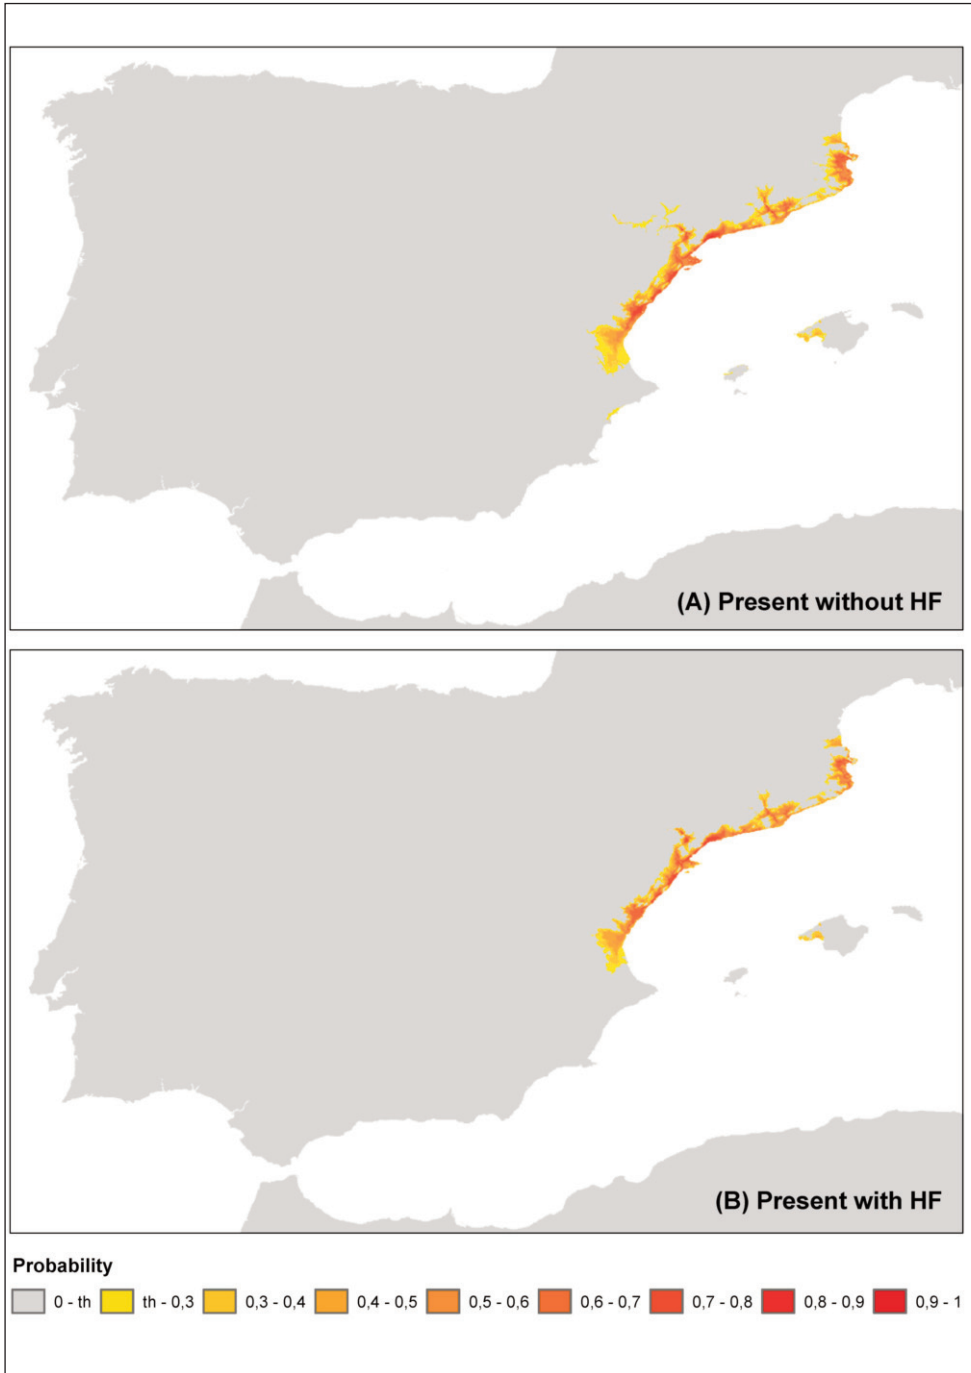 (A) Present without HF
(B) Present with HF
Probability
0 - th th - 0,3 0,3 - 0,4 0,4 - 0,5 0,5 - 0,6 0,6 - 0,7 0,7 - 0,8 0,8 - 0,9 0,9 - 1